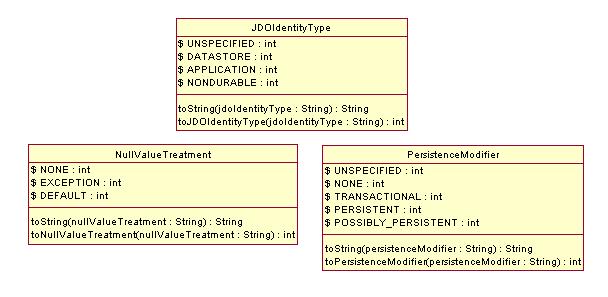 JDOIdentityType
$ UNSPECIFIED : int
$ DATASTORE : int
$ APPLICATION : int
$ NONDURABLE : int
toString(jdoIdentityType : String) : String
toJDOIdentityType(jdoIdentityType : String) : int
NullValueTreatment
$ NONE : int
$ EXCEPTION : int
$ DEFAULT : int
toString(nullValueTreatment : String) : String
toNullValueTreatment(nullValueTreatment : String) : int
PersistenceModifier
$ UNSPECIFIED : int
$ NONE : int
$ TRANSACTIONAL : int
$ PERSISTENT : int
$ POSSIBLY_PERSISTENT : int
toString(persistenceModifier : String) : String
toPersistenceModifier(persistenceModifier : String) : int